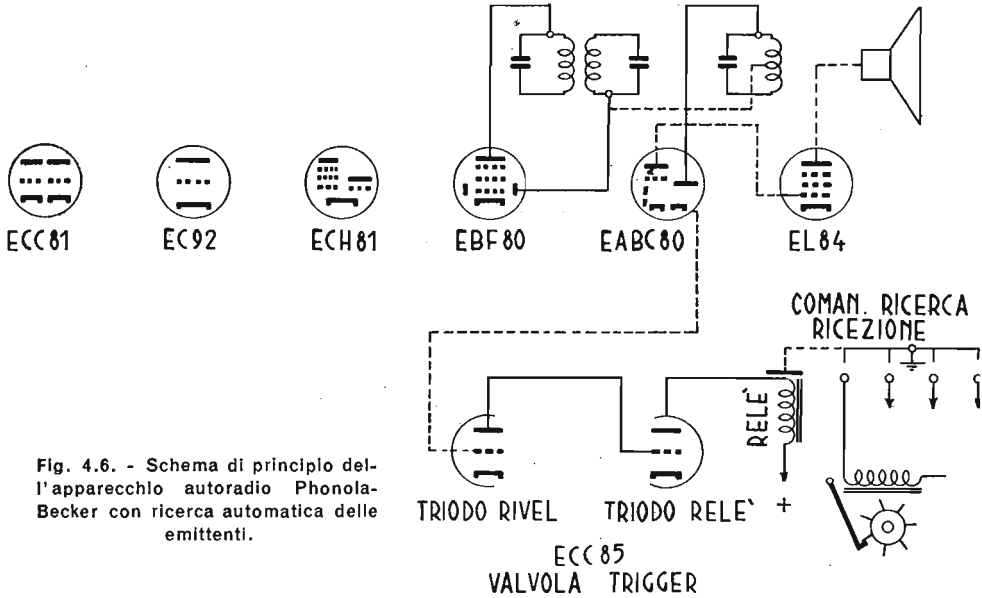 ECC81
EC92
ECH81
EBF80
EABC80
EL84
COMAN. RICERCA
RICEZIONE
RELE'
+
TRIODO RIVEL
TRIODO RELE'
ECC85
VALVOLA TRIGGER
Fig. 4.6. - Schema di principio del-
l'apparecchio autoradio Phonola-
Becker con ricerca automatica delle
emittenti.